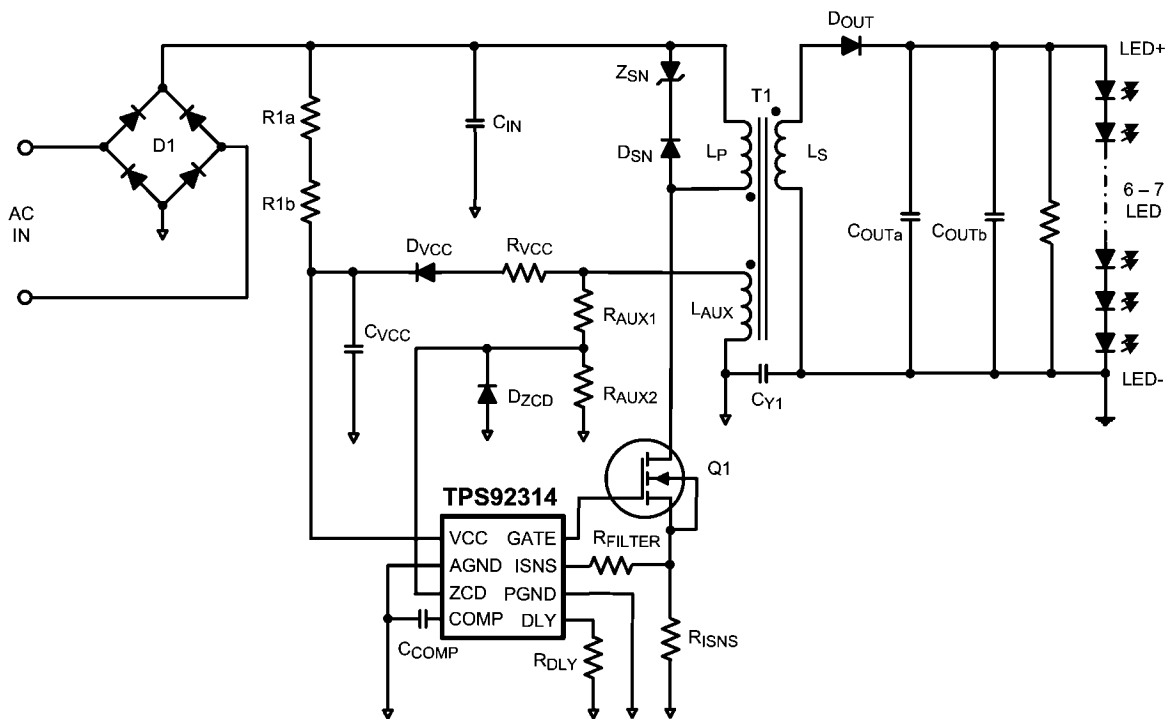 DOUT
LED+
ZSN
T1
R1a
CIN
D1
DSN
LP
LS
6 – 7
LED
R1b
AC
IN
COUTa
COUTb
DVCC
RVCC
RAUX1
LAUX
CVCC
DZCD
RAUX2
CY1
LED-
Q1
TPS92314
VCC
GATE
RFILTER
AGND
ISNS
ZCD
PGND
COMP
DLY
CCOMP
RDLY
RISNS